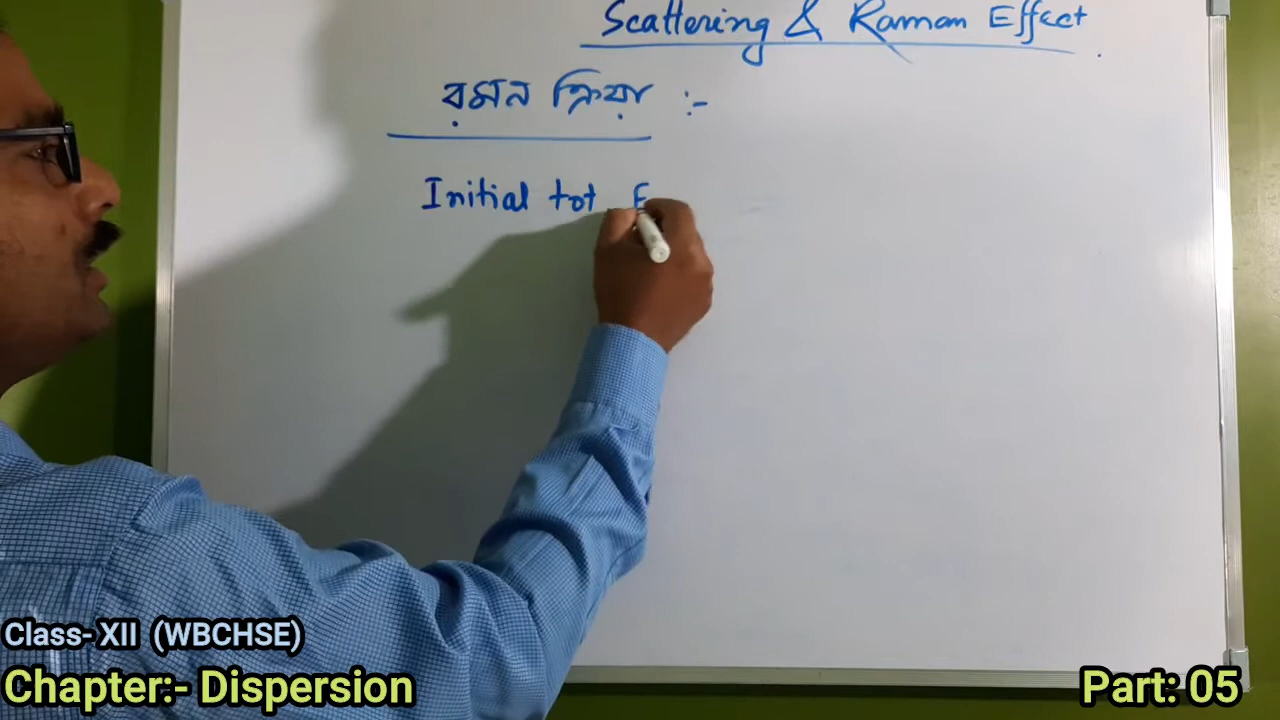 Scattering & Raman Effect
রমন ক্রিয়া :-
Initial tot. E
Class- XII (WBCHSE)
Chapter:- Dispersion
Part: 05